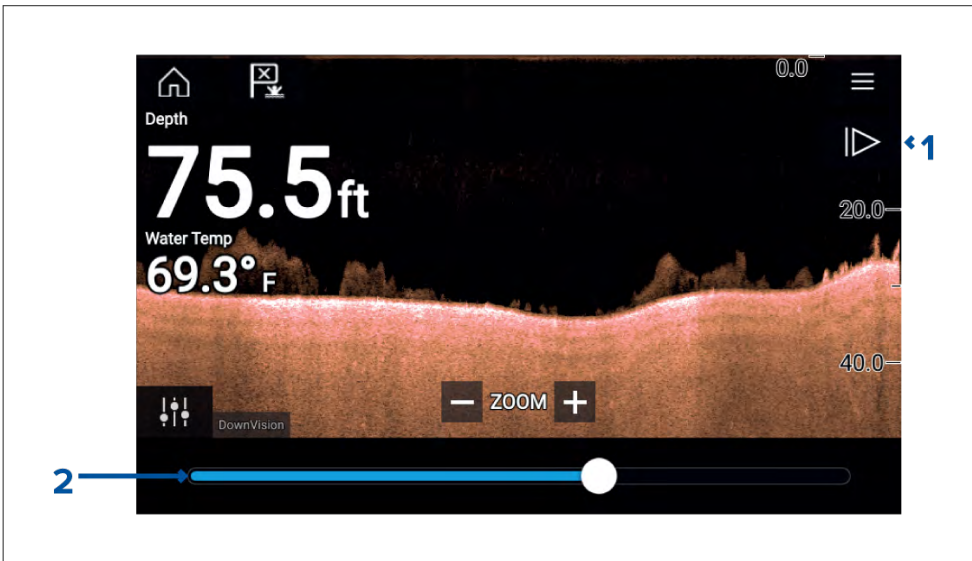 0.0
Depth
1
75.5ft
20.0
Water Temp
69.3° F
40.0
− ZOOM +
DownVision
2